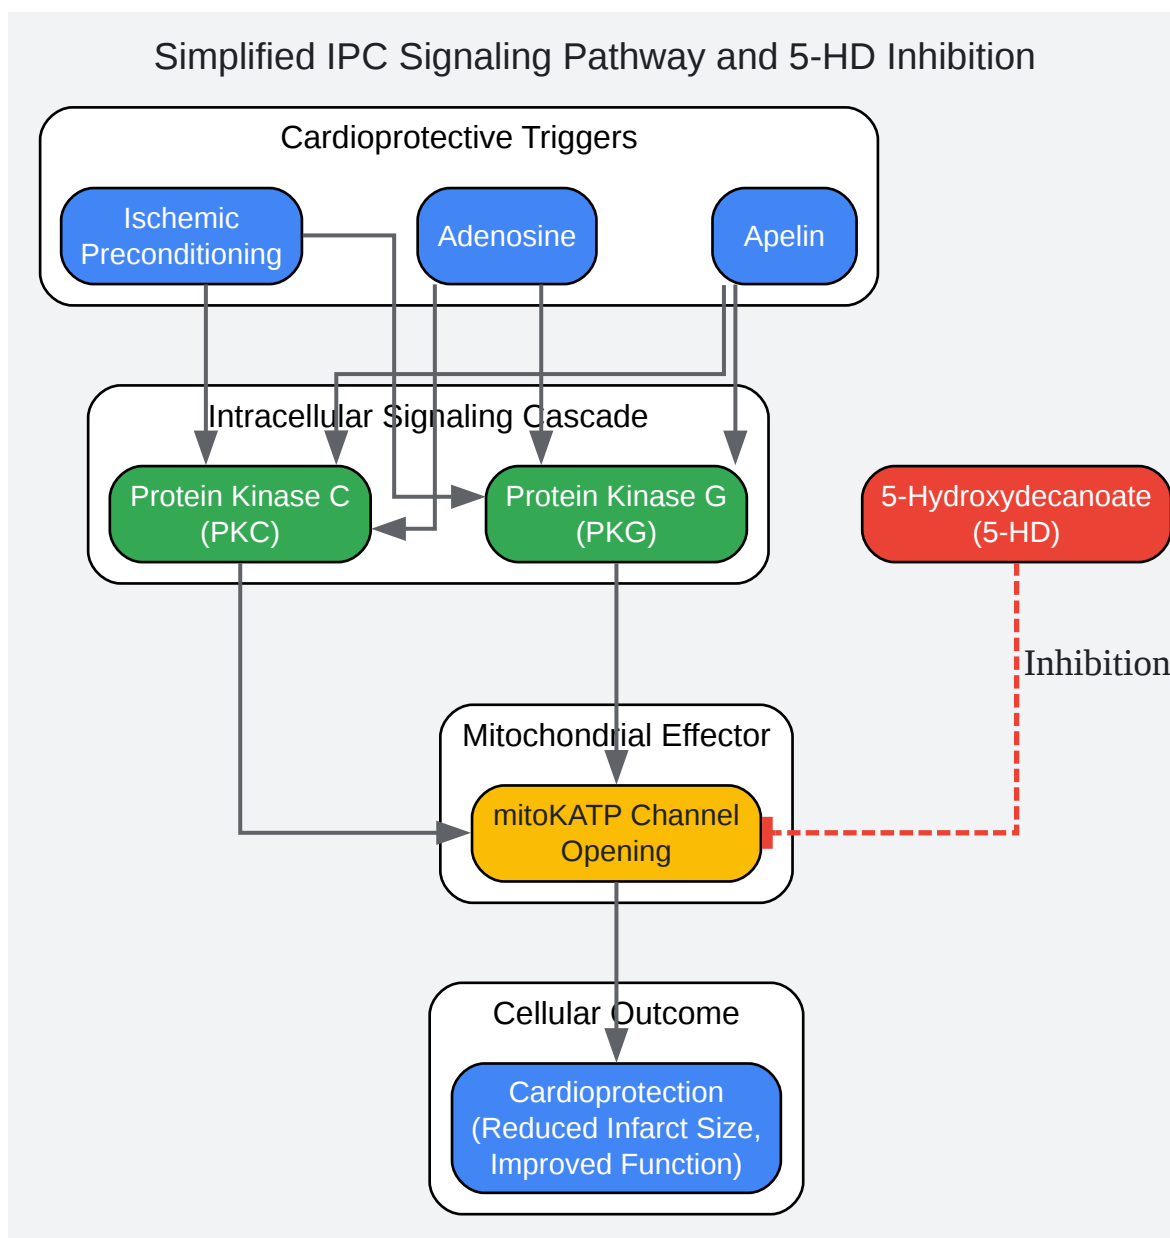 Simplified IPC Signaling Pathway and 5-HD Inhibition
Cardioprotective Triggers
Ischemic
Preconditioning
Adenosine
Apelin
Intracellular Signaling Cascade
Protein Kinase C
(PKC)
Protein Kinase G
(PKG)
5-Hydroxydecanoate
(5-HD)
Inhibition
Mitochondrial Effector
mitoKATP Channel
Opening
Cellular Outcome
Cardioprotection
(Reduced Infarct Size,
Improved Function)